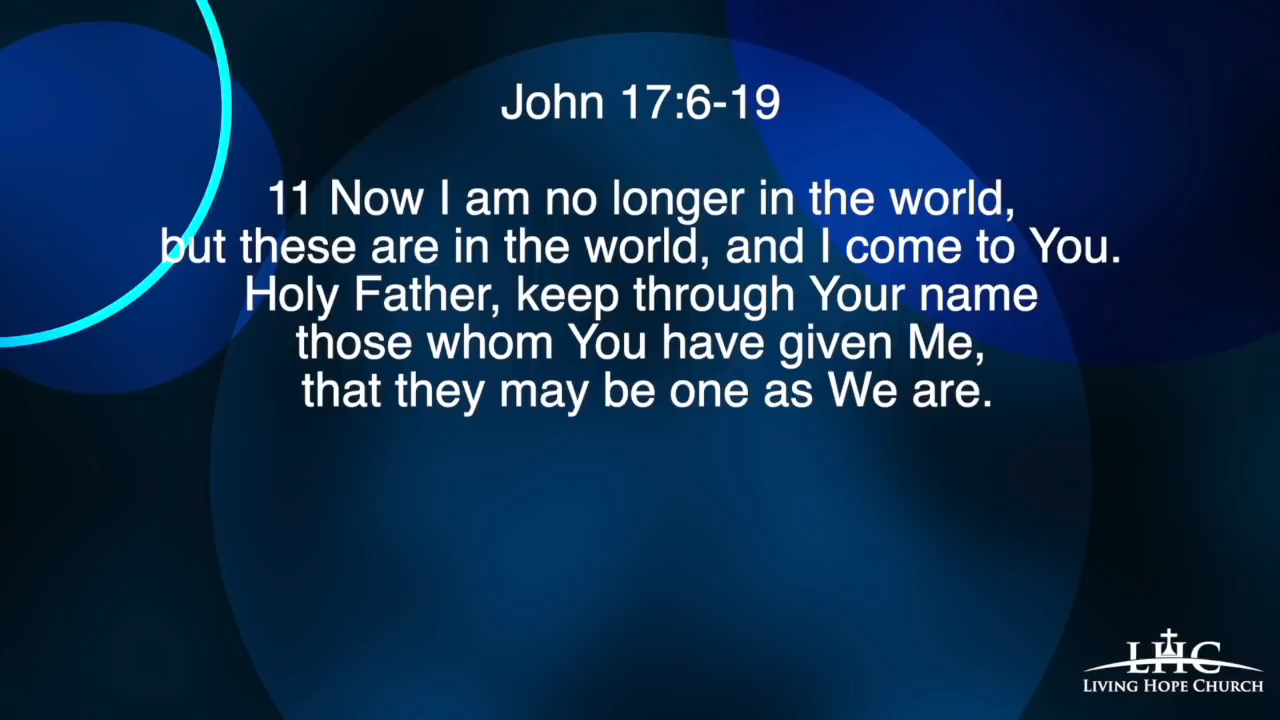 John 17:6-19
11 Now I am no longer in the world,
but these are in the world, and I come to You.
Holy Father, keep through Your name
those whom You have given Me,
that they may be one as We are.
LHC
LIVING HOPE CHURCH